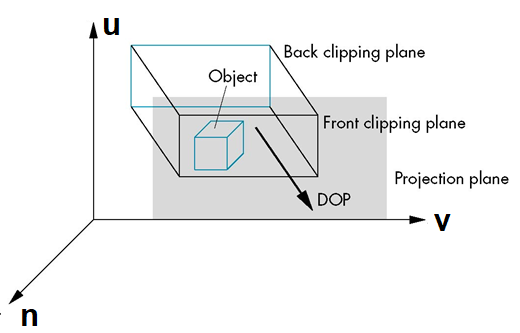 u
Back clipping plane
Object
Front clipping plane
Projection plane
DOP
v
n